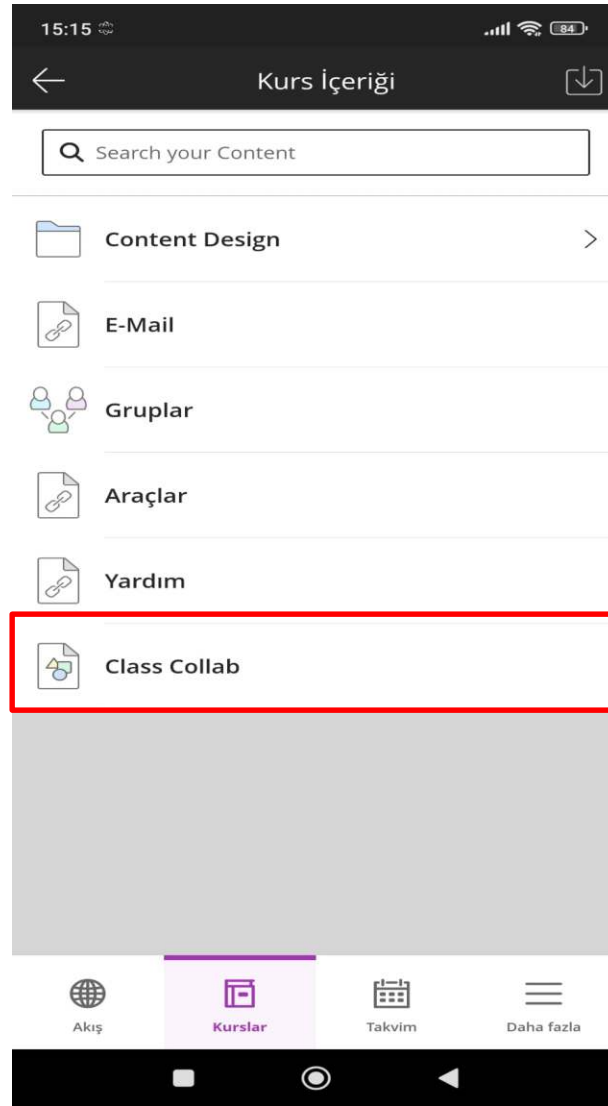 15:15
84
Kurs İçeriği
Search your Content
Content Design
E-Mail
Gruplar
Araçlar
Yardım
Class Collab
Akış
Kurslar
Takvim
Daha fazla